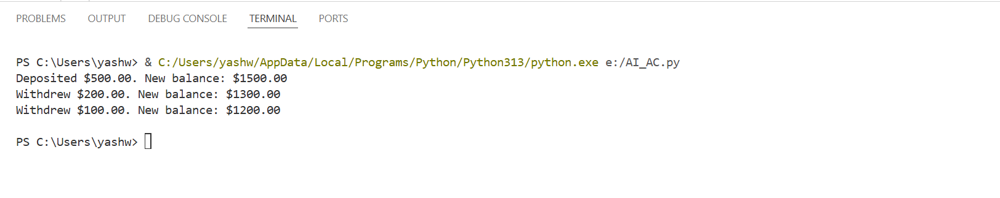 PROBLEMS OUTPUT DEBUG CONSOLE TERMINAL PORTS
PS C:\Users\yashw> & C:/Users/yashw/AppData/Local/Programs/Python/Python313/python.exe e:/AI_AC.py
Deposited $500.00. New balance: $1500.00
Withdrew $200.00. New balance: $1300.00
Withdrew $100.00. New balance: $1200.00
PS C:\Users\yashw>